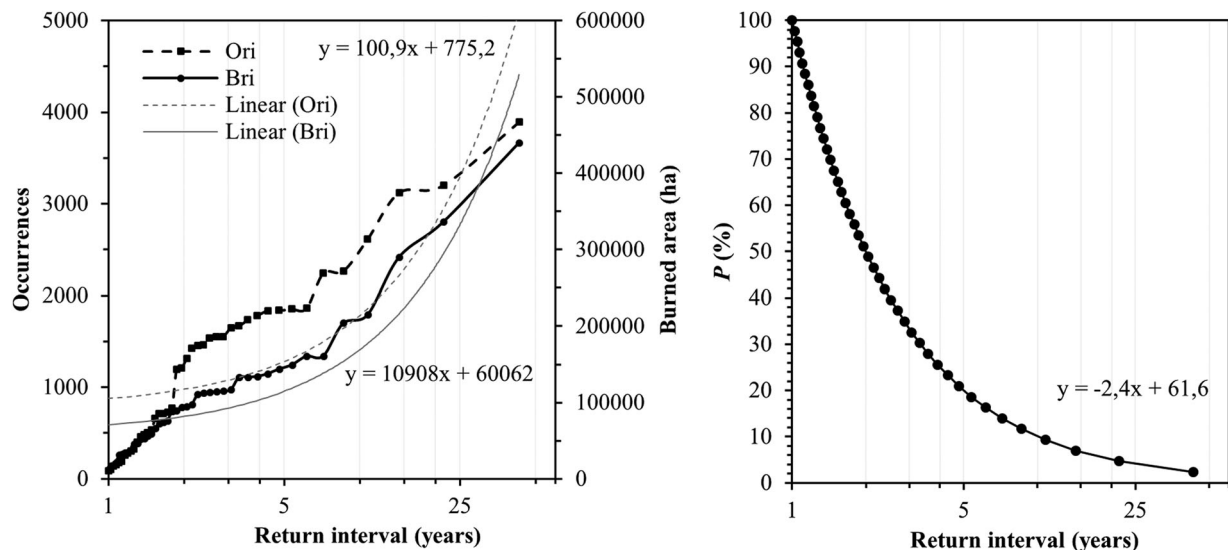 5000
4000
3000
2000
1000
0
Occurrences
Ori
Bri
Linear (Ori)
Linear (Bri)
y = 100,9x + 775,2
y = 10908x + 60062
600000
500000
400000
300000
200000
100000
0
Burned area (ha)
1 5 25
Return interval (years)
100
90
80
70
60
50
40
30
20
10
0
P (%)
y = -2,4x + 61,6
1 5 25
Return interval (years)